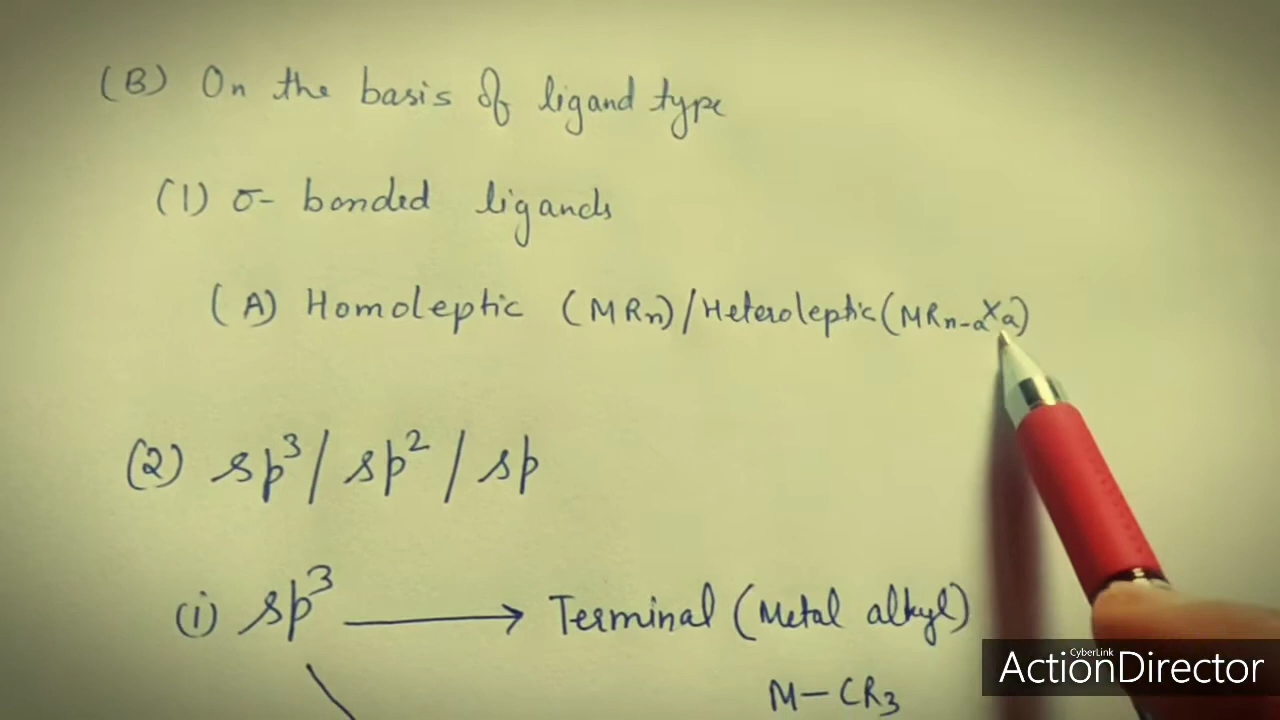 (B) On the basis of ligand type
(1) σ- bonded ligands
(A) Homoleptic (MRn)/Heteroleptic(MRn-aXa)
(2) sp³/ sp² / sp
(i) sp³ ⟶ Terminal (Metal alkyl)
M-CR₃
CyberLink
ActionDirector